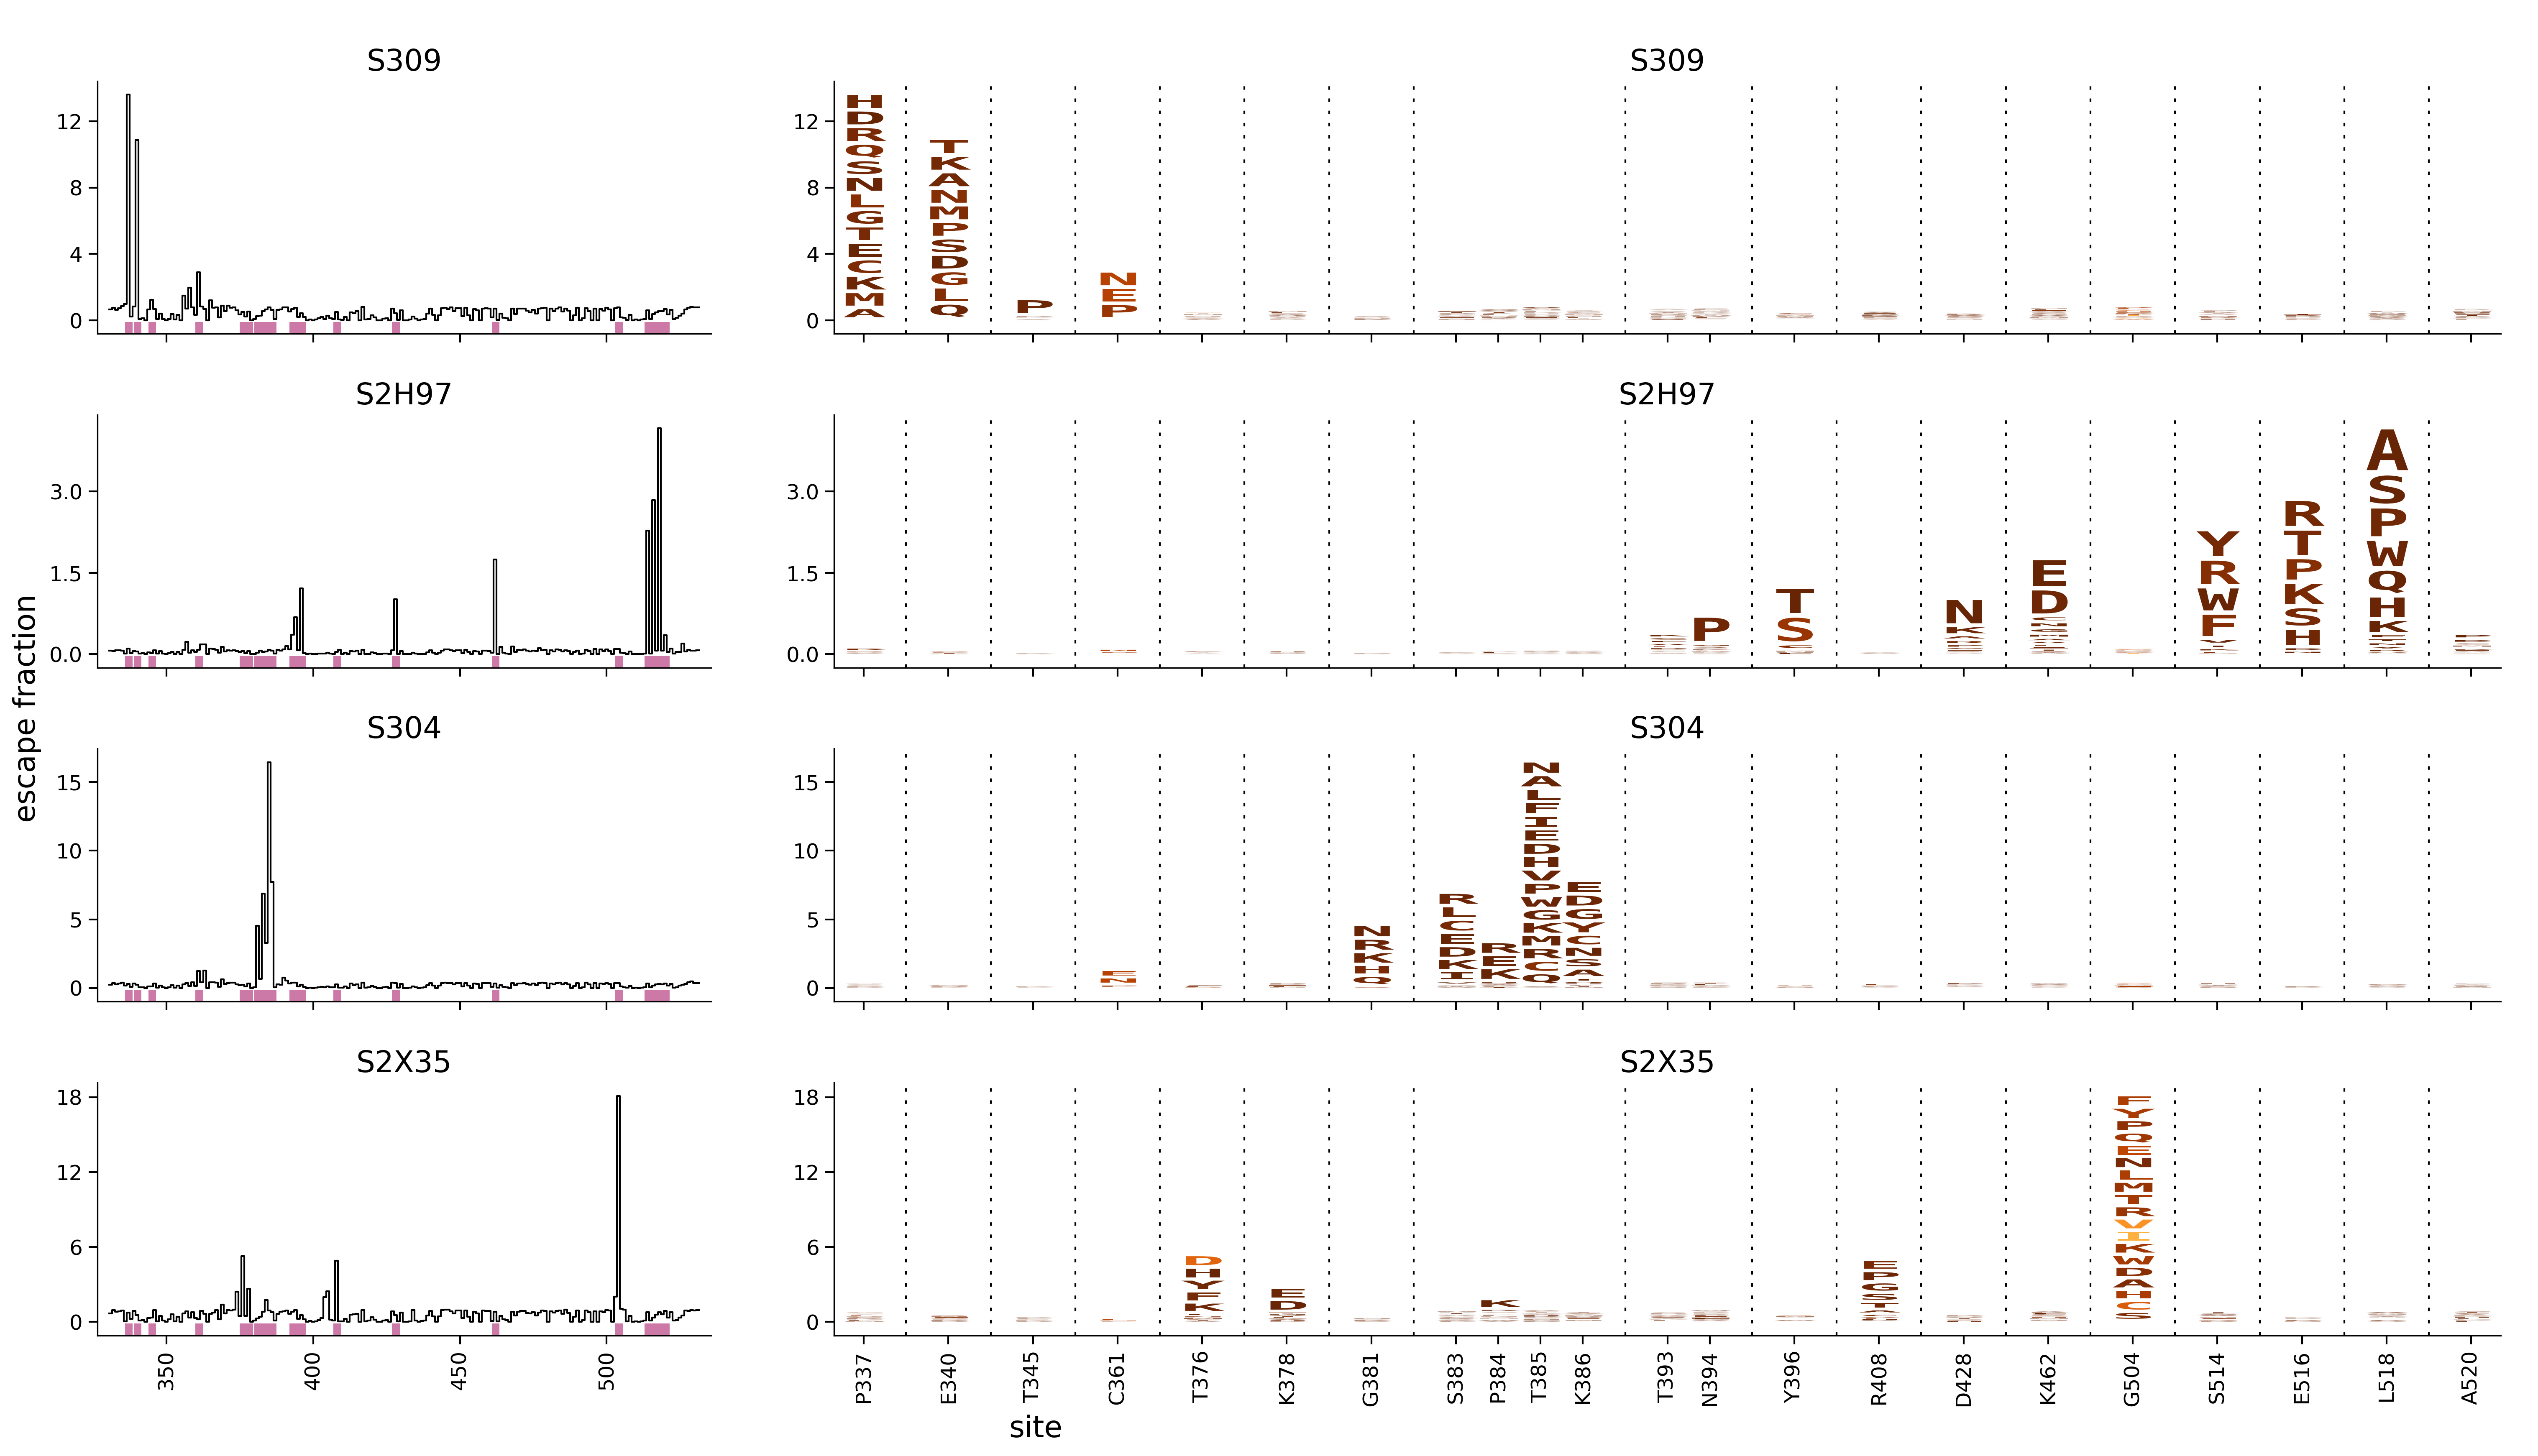 S309
S309
12
8
4
0
12
8
4
0
H
D
R
Q
S
N
L
G
T
E
C
K
M
A
T
K
A
N
M
P
S
D
G
L
Q
P
N
E
P
S2H97
S2H97
3.0
1.5
0.0
3.0
1.5
0.0
P
T
S
N
K
E
D
Y
R
W
F
R
T
P
K
S
H
A
S
P
W
Q
H
K
escape fraction
S304
S304
15
10
5
0
15
10
5
0
N
N
R
K
H
Q
R
L
C
E
D
K
R
E
K
N
A
L
F
I
E
D
H
V
P
W
G
K
M
R
C
Q
E
D
G
Y
C
N
S
A
S2X35
S2X35
18
12
6
0
18
12
6
0
D
H
Y
F
K
E
D
K
E
P
G
S
T
F
Y
P
Q
E
N
L
M
T
R
V
I
K
W
D
A
H
C
S
350
400
450
500
P337
E340
T345
C361
T376
K378
G381
S383
P384
T385
K386
T393
N394
Y396
R408
D428
K462
G504
S514
E516
L518
A520
site